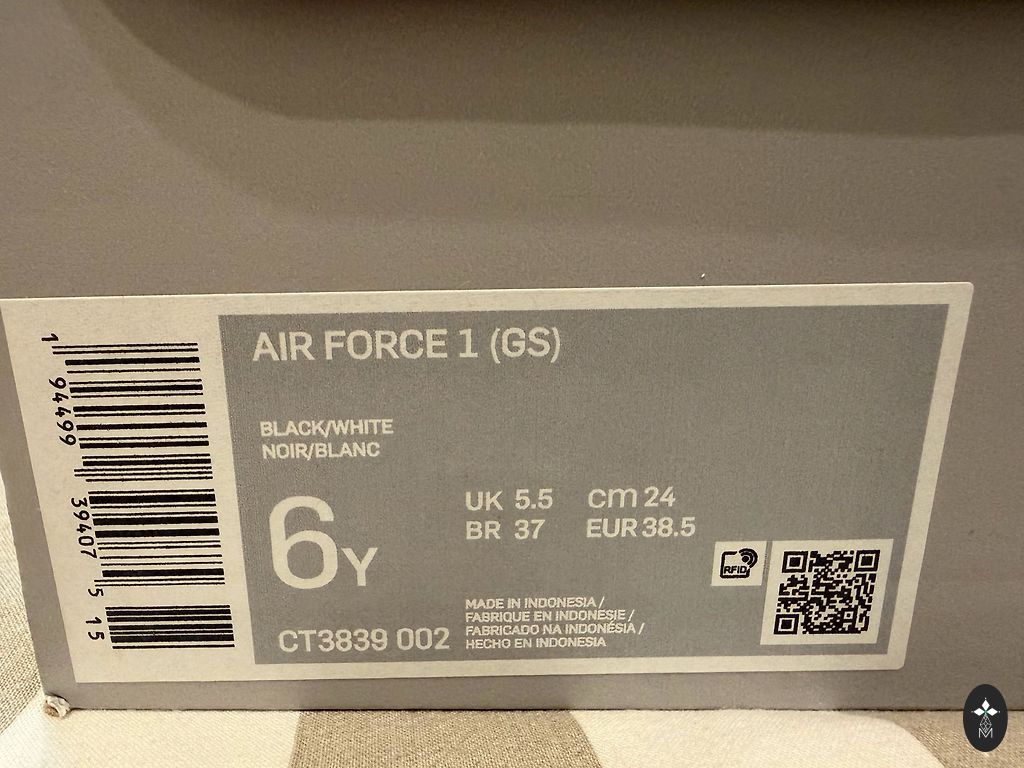 AIR FORCE 1 (GS)
BLACK/WHITE
NOIR/BLANC
6Y
UK 5.5 cm 24
BR 37 EUR 38.5
RFID
MADE IN INDONESIA /
FABRIQUE EN INDONESIE /
FABRICADO NA INDONÉSIA /
HECHO EN INDONESIA
CT3839 002
1 94499 39407 5 15
M